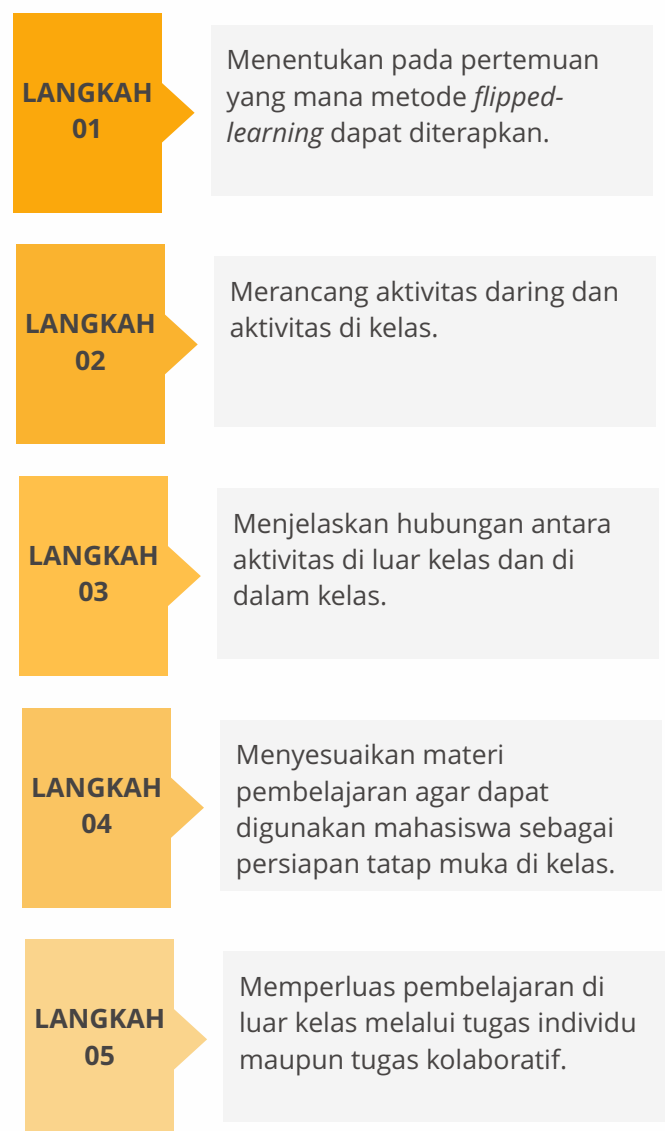 LANGKAH
01
Menentukan pada pertemuan
yang mana metode flipped-
learning dapat diterapkan.
LANGKAH
02
Merancang aktivitas daring dan
aktivitas di kelas.
LANGKAH
03
Menjelaskan hubungan antara
aktivitas di luar kelas dan di
dalam kelas.
LANGKAH
04
Menyesuaikan materi
pembelajaran agar dapat
digunakan mahasiswa sebagai
persiapan tatap muka di kelas.
LANGKAH
05
Memperluas pembelajaran di
luar kelas melalui tugas individu
maupun tugas kolaboratif.